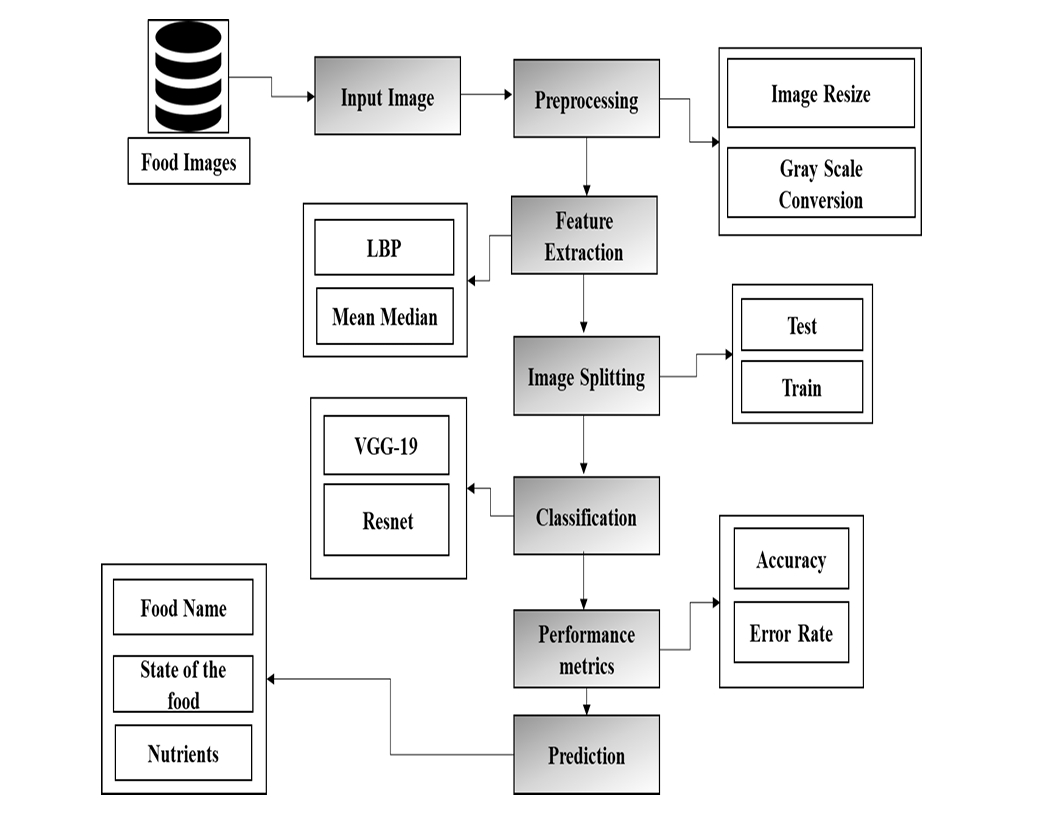 Food Images
Input Image
Preprocessing
Image Resize
Gray Scale
Conversion
Feature
Extraction
LBP
Mean Median
Image Splitting
Test
Train
Classification
VGG-19
Resnet
Performance
metrics
Accuracy
Error Rate
Prediction
Food Name
State of the
food
Nutrients